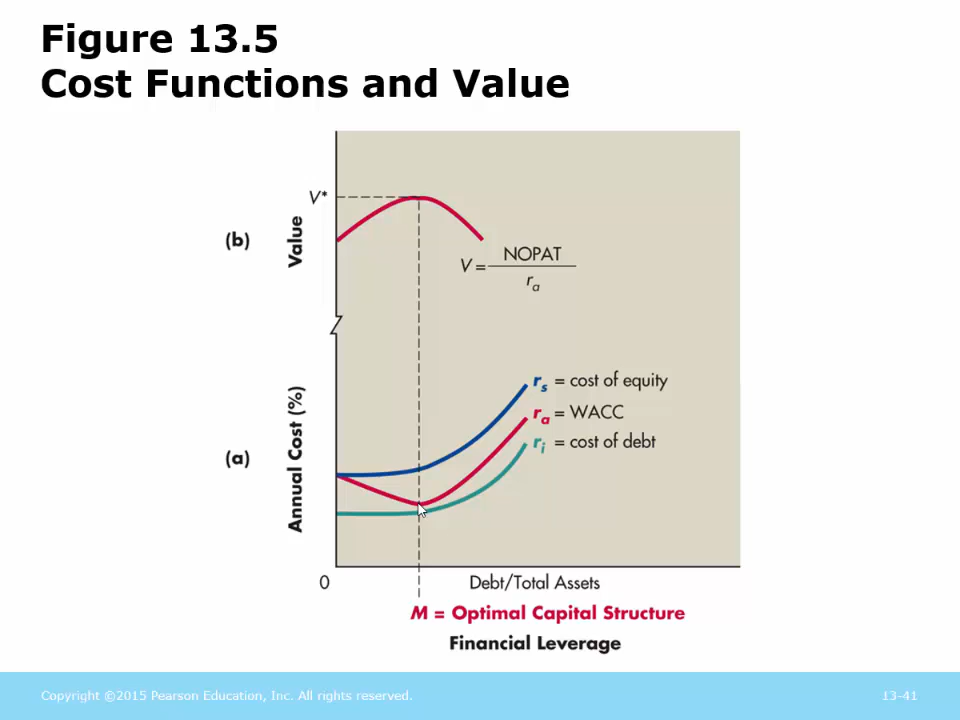 Figure 13.5
Cost Functions and Value
V*
(b)
Value
V = NOPAT
rₐ
(a)
Annual Cost (%)
rₛ = cost of equity
rₐ = WACC
rᵢ = cost of debt
0
Debt/Total Assets
M = Optimal Capital Structure
Financial Leverage
Copyright ©2015 Pearson Education, Inc. All rights reserved.
13-41